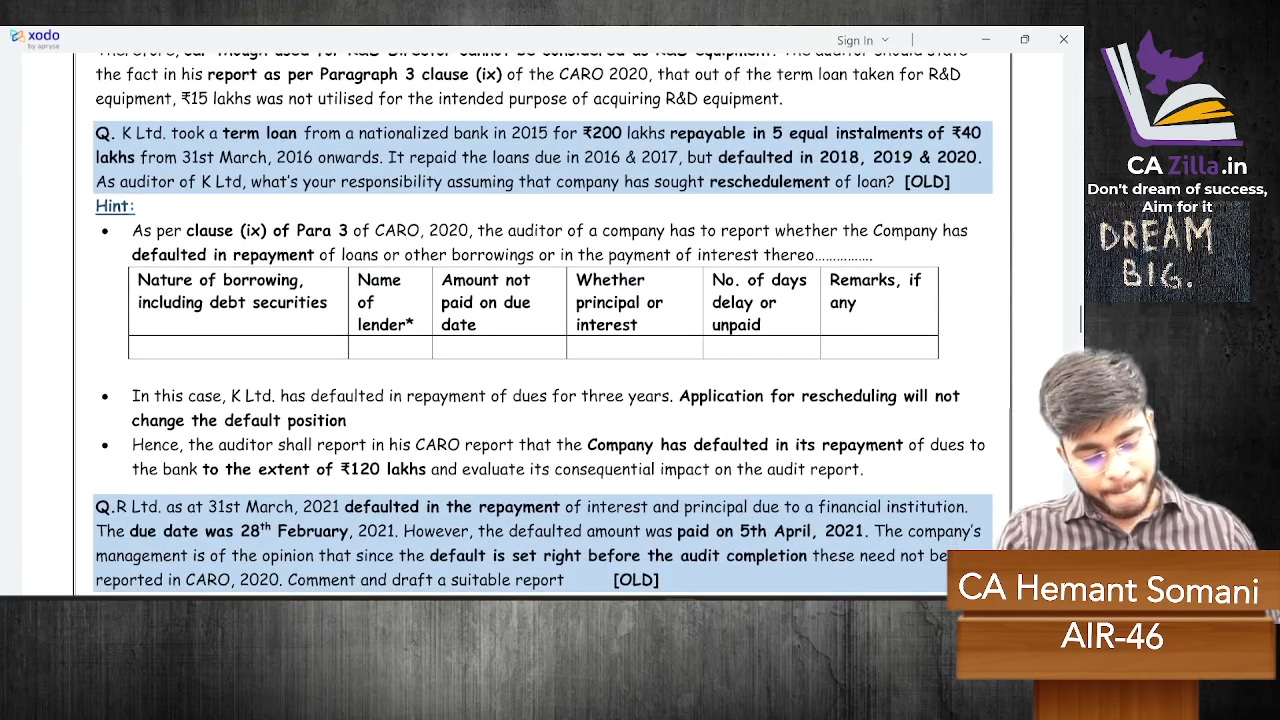 xodo
by apryse
Sign In
the fact in his report as per Paragraph 3 clause (ix) of the CARO 2020, that out of the term loan taken for R&D
equipment, ₹15 lakhs was not utilised for the intended purpose of acquiring R&D equipment.
Q. K Ltd. took a term loan from a nationalized bank in 2015 for ₹200 lakhs repayable in 5 equal instalments of ₹40
lakhs from 31st March, 2016 onwards. It repaid the loans due in 2016 & 2017, but defaulted in 2018, 2019 & 2020.
As auditor of K Ltd, what's your responsibility assuming that company has sought reschedulement of loan? [OLD]
Hint:
• As per clause (ix) of Para 3 of CARO, 2020, the auditor of a company has to report whether the Company has
defaulted in repayment of loans or other borrowings or in the payment of interest thereo……………
Nature of borrowing, including debt securities
Name of lender*
Amount not paid on due date
Whether principal or interest
No. of days delay or unpaid
Remarks, if any
• In this case, K Ltd. has defaulted in repayment of dues for three years. Application for rescheduling will not
change the default position
• Hence, the auditor shall report in his CARO report that the Company has defaulted in its repayment of dues to
the bank to the extent of ₹120 lakhs and evaluate its consequential impact on the audit report.
Q.R Ltd. as at 31st March, 2021 defaulted in the repayment of interest and principal due to a financial institution.
The due date was 28th February, 2021. However, the defaulted amount was paid on 5th April, 2021. The company's
management is of the opinion that since the default is set right before the audit completion these need not be
reported in CARO, 2020. Comment and draft a suitable report [OLD]
CA Zilla.in
Don't dream of success,
Aim for it
DREAM
BIG.
CA Hemant Somani
AIR-46